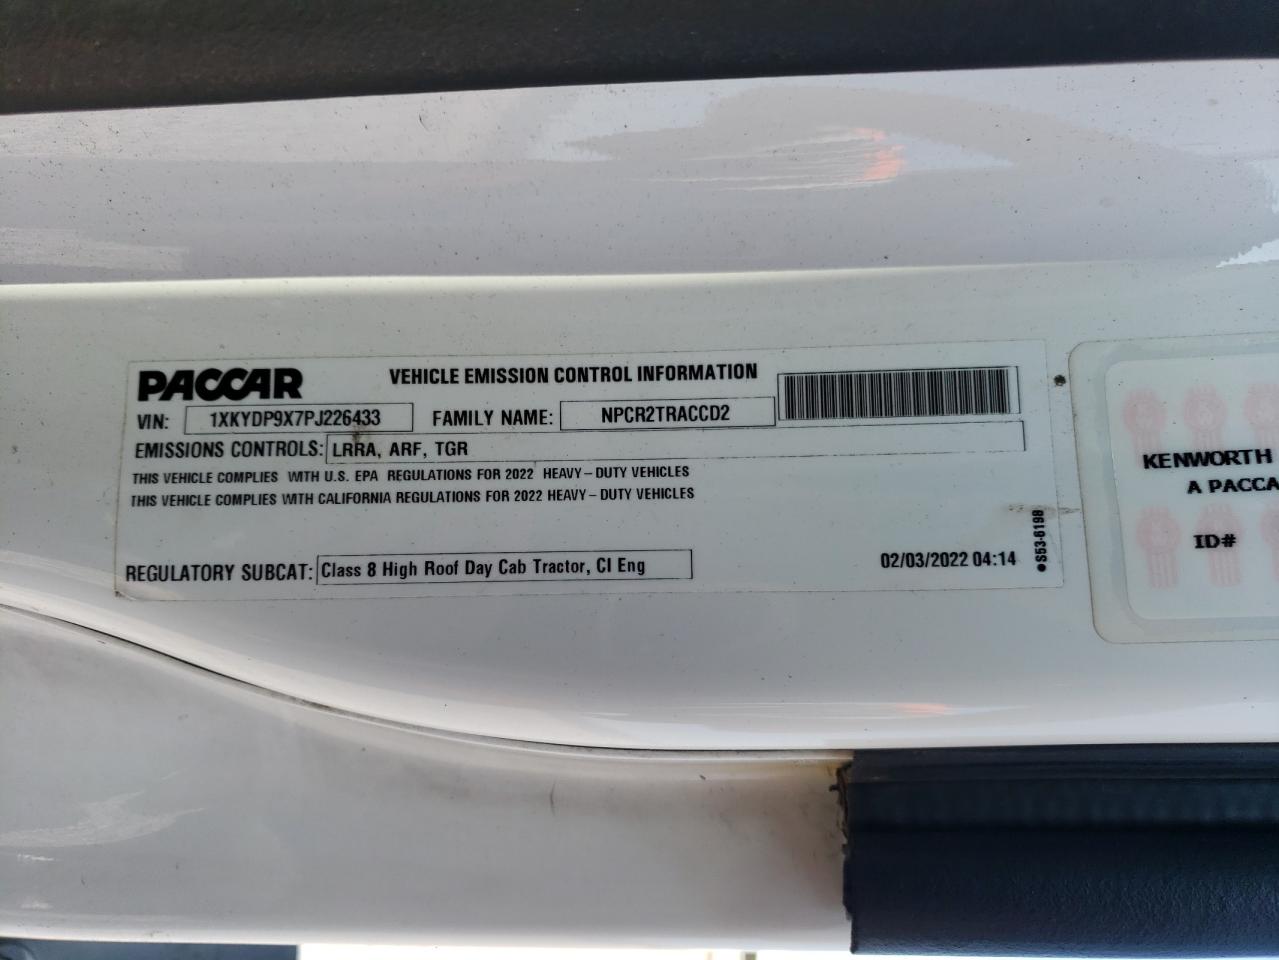 PACCAR VEHICLE EMISSION CONTROL INFORMATION
VIN: 1XKYDP9X7PJ226433 FAMILY NAME: NPCR2TRACCD2
EMISSIONS CONTROLS: LRRA, ARF, TGR
THIS VEHICLE COMPLIES WITH U.S. EPA REGULATIONS FOR 2022 HEAVY-DUTY VEHICLES
THIS VEHICLE COMPLIES WITH CALIFORNIA REGULATIONS FOR 2022 HEAVY-DUTY VEHICLES
REGULATORY SUBCAT: Class 8 High Roof Day Cab Tractor, CI Eng
02/03/2022 04:14
●S53-6198
KENWORTH
A PACCA
ID#